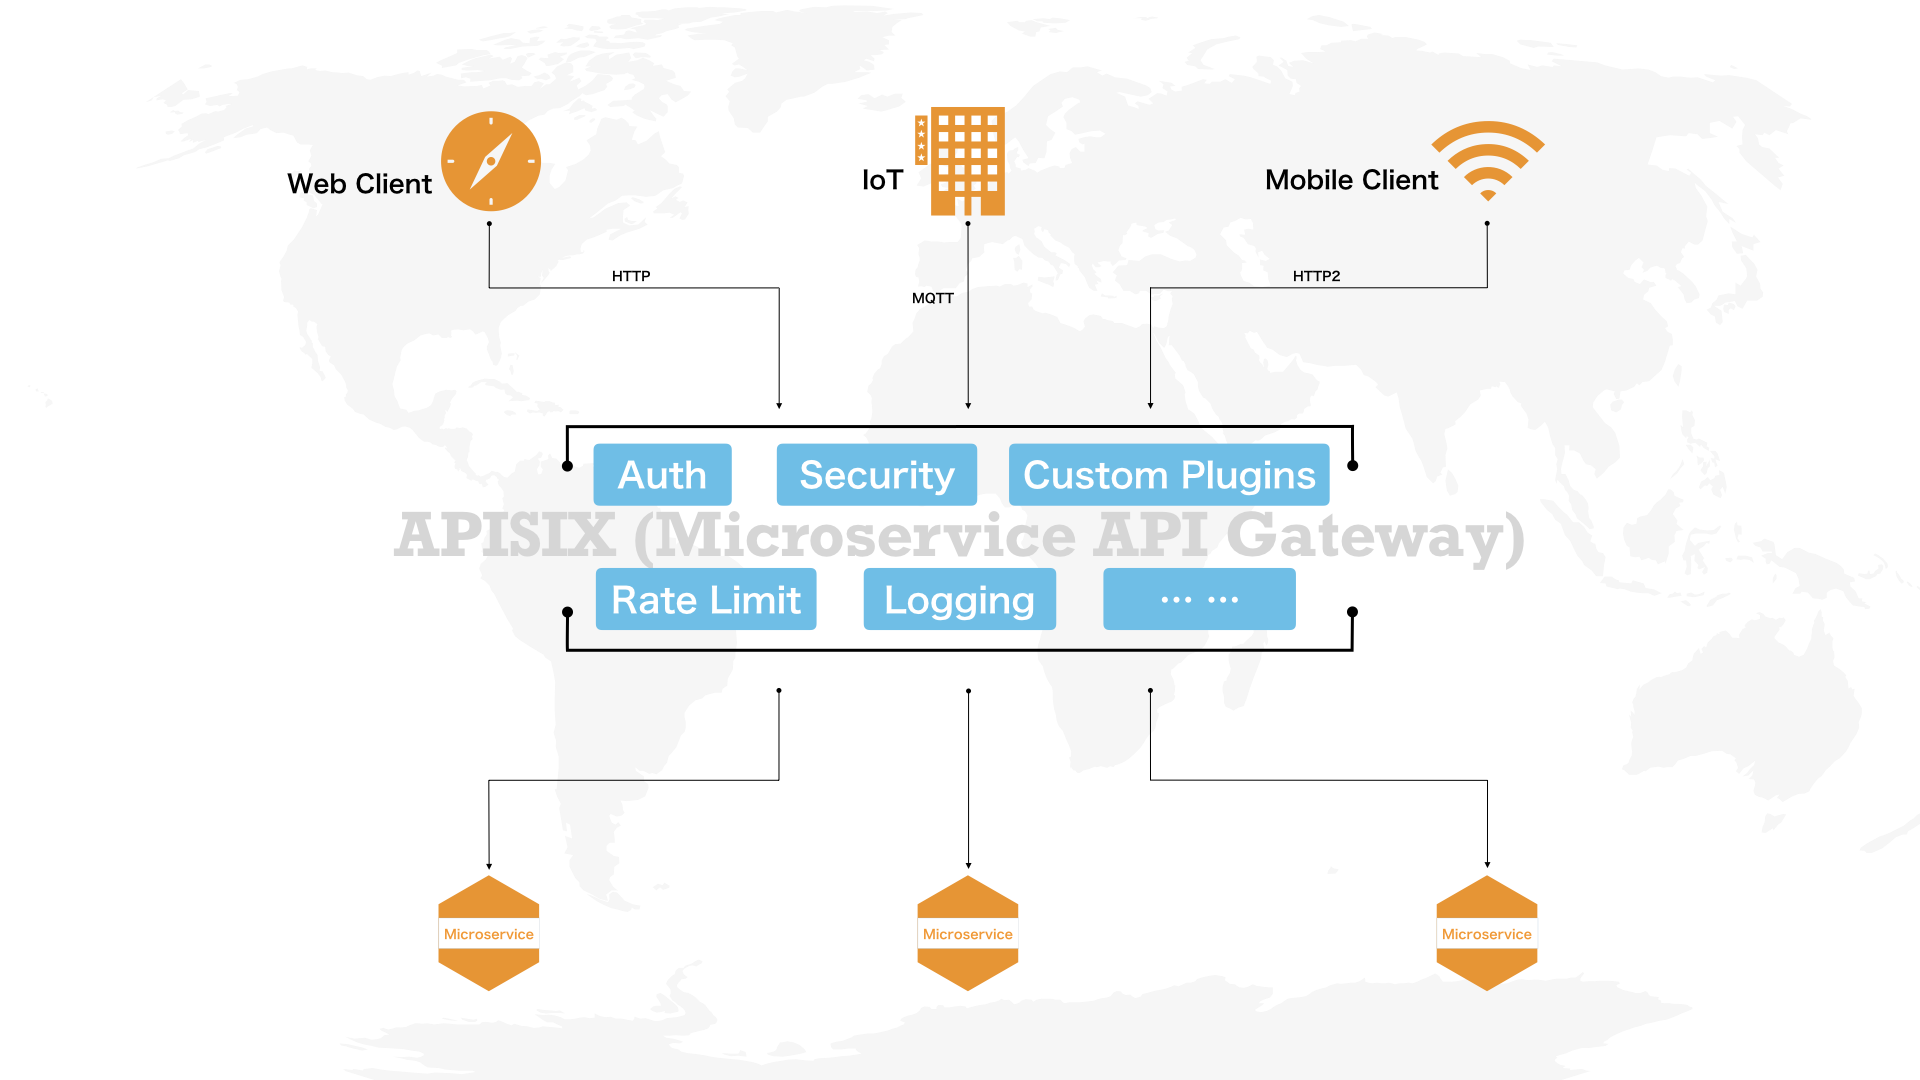 Web Client
IoT
Mobile Client
HTTP
MQTT
HTTP2
Auth
Security
Custom Plugins
APISIX (Microservice API Gateway)
Rate Limit
Logging
... ...
Microservice
Microservice
Microservice